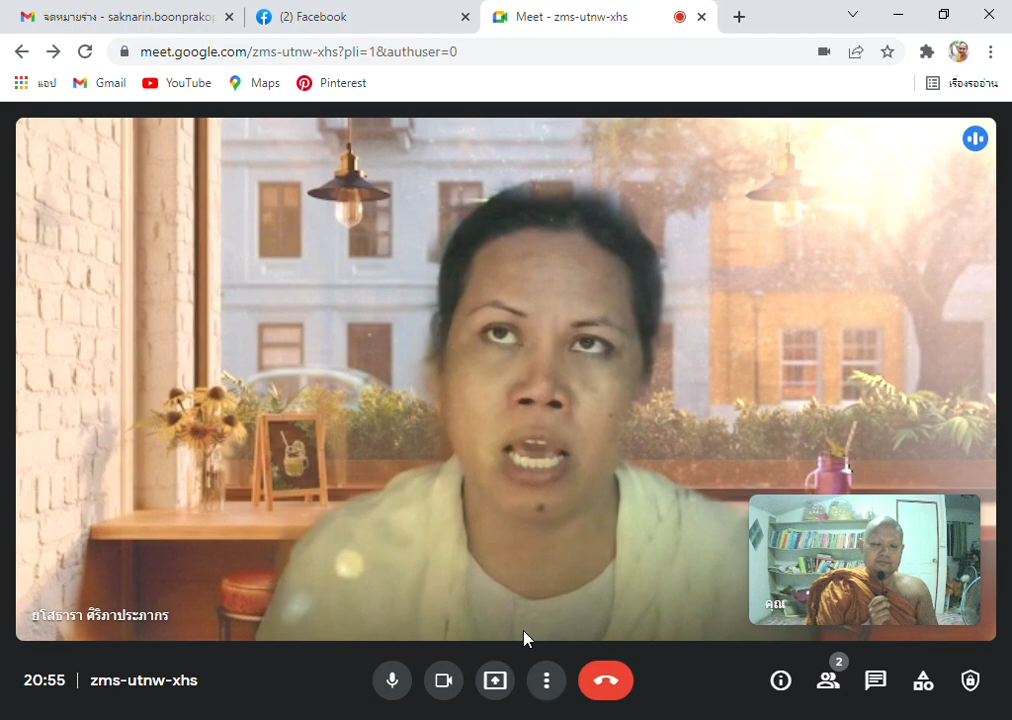 จดหมายร่าง - saknarin.boonprako
(2) Facebook
Meet - zms-utnw-xhs
meet.google.com/zms-utnw-xhs?pli=1&authuser=0
แอป
Gmail
YouTube
Maps
Pinterest
เรื่องรออ่าน
ยโสธารา ศิริภาประภากร
คุณ
20:55
zms-utnw-xhs
2